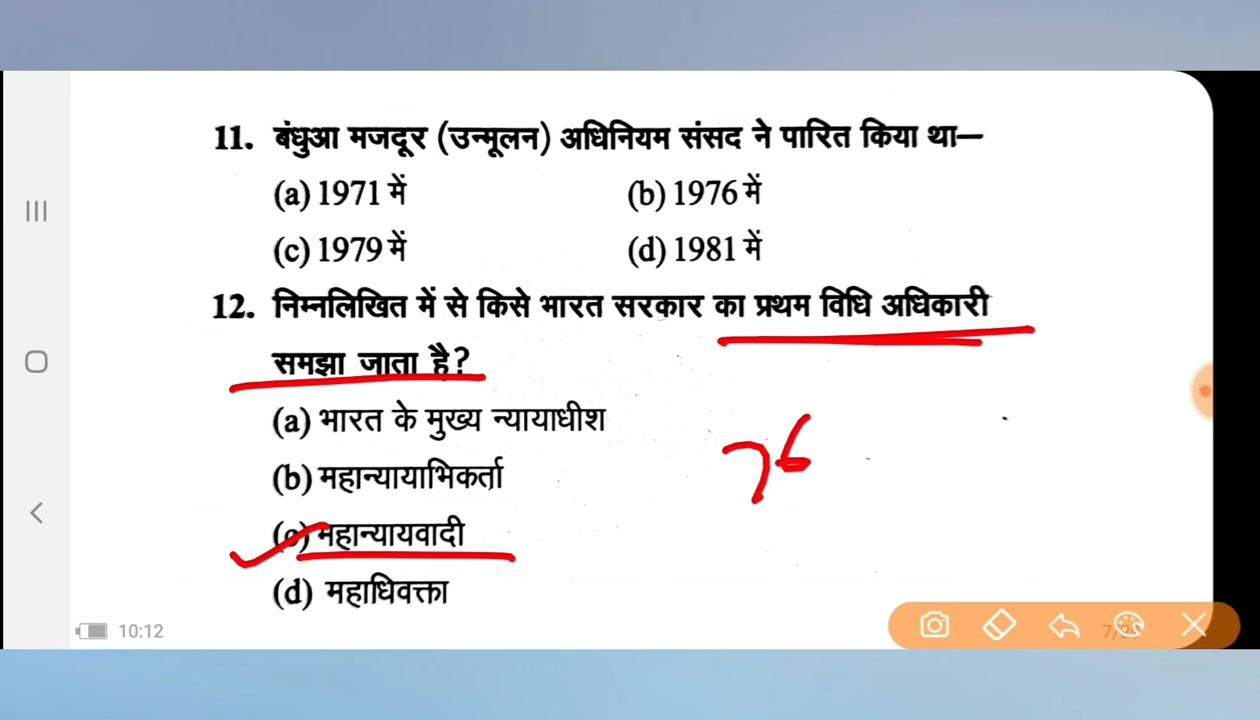 11. बंधुआ मजदूर (उन्मूलन) अधिनियम संसद ने पारित किया था—
(a) 1971 में (b) 1976 में
(c) 1979 में (d) 1981 में
12. निम्नलिखित में से किसे भारत सरकार का प्रथम विधि अधिकारी
समझा जाता है?
(a) भारत के मुख्य न्यायाधीश
(b) महान्यायाभिकर्ता
76
(c) महान्यायवादी
(d) महाधिवक्ता
10:12